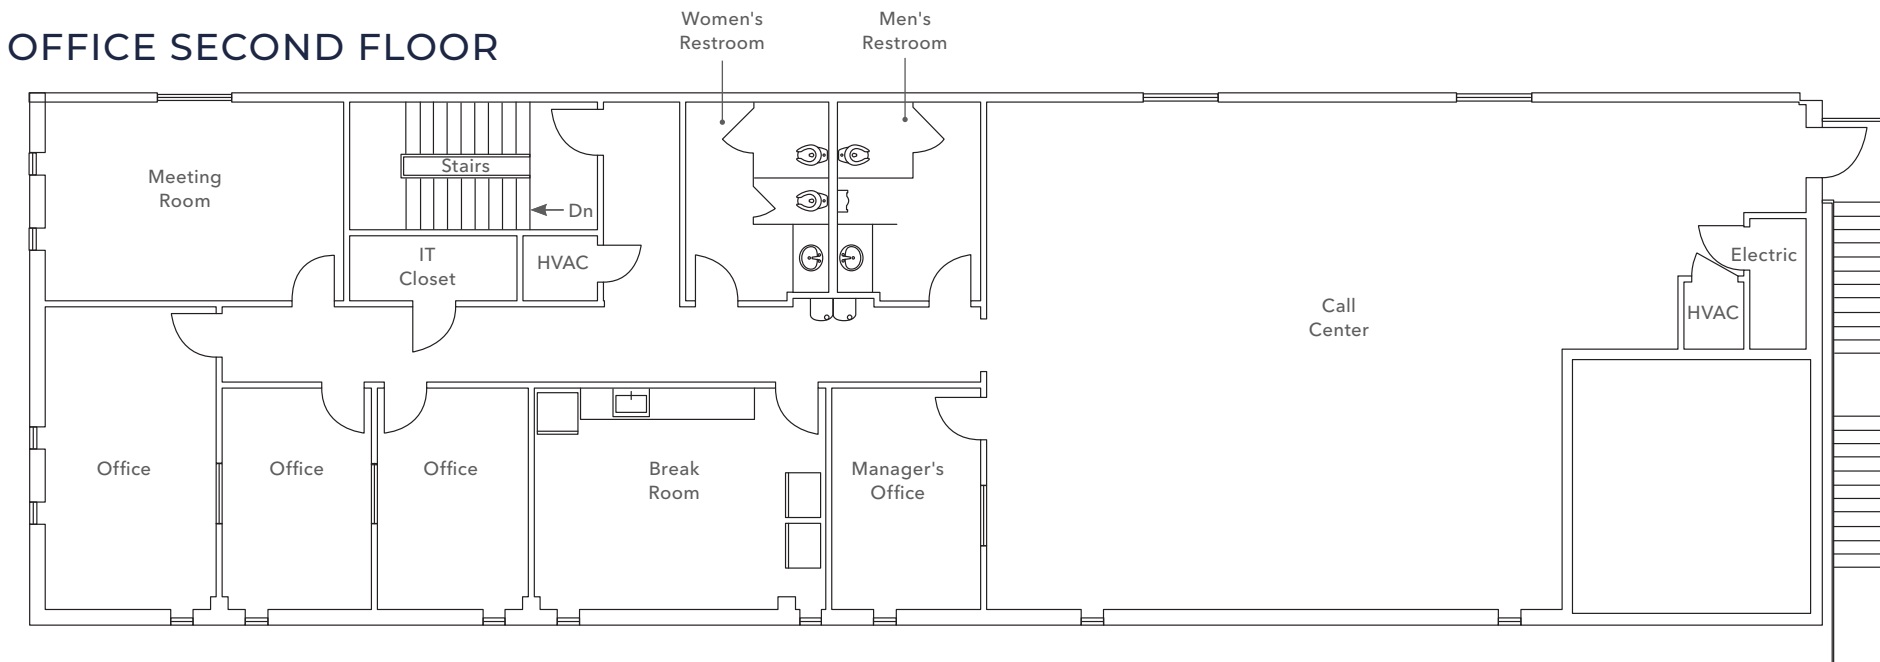 OFFICE SECOND FLOOR
Women's
Restroom
Men's
Restroom
Meeting
Room
Stairs
Dn
IT
Closet
HVAC
Electric
HVAC
Call
Center
Office
Office
Office
Break
Room
Manager's
Office